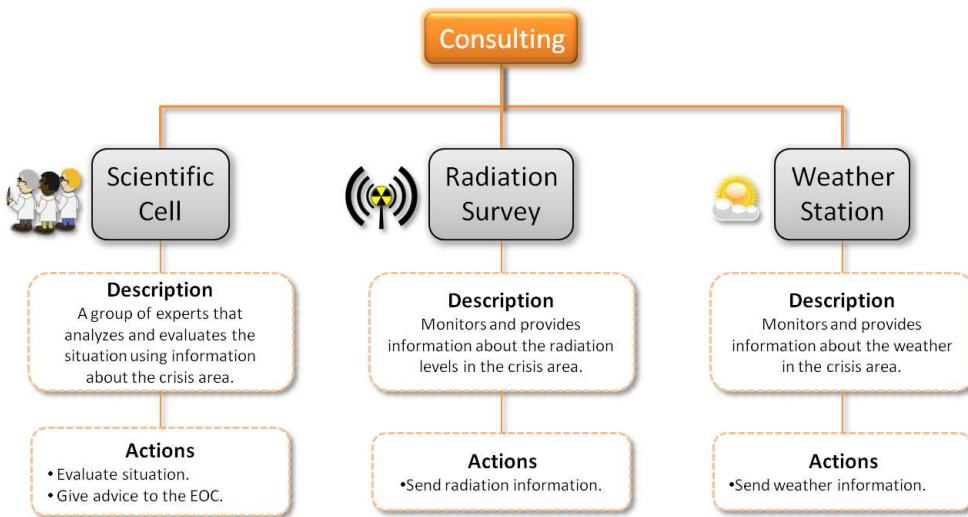 Consulting
Scientific
Cell
Radiation
Survey
Weather
Station
Description
A group of experts that
analyzes and evaluates the
situation using information
about the crisis area.
Description
Monitors and provides
information about the radiation
levels in the crisis area.
Description
Monitors and provides
information about the weather
in the crisis area.
Actions
• Evaluate situation.
• Give advice to the EOC.
Actions
•Send radiation information.
Actions
•Send weather information.